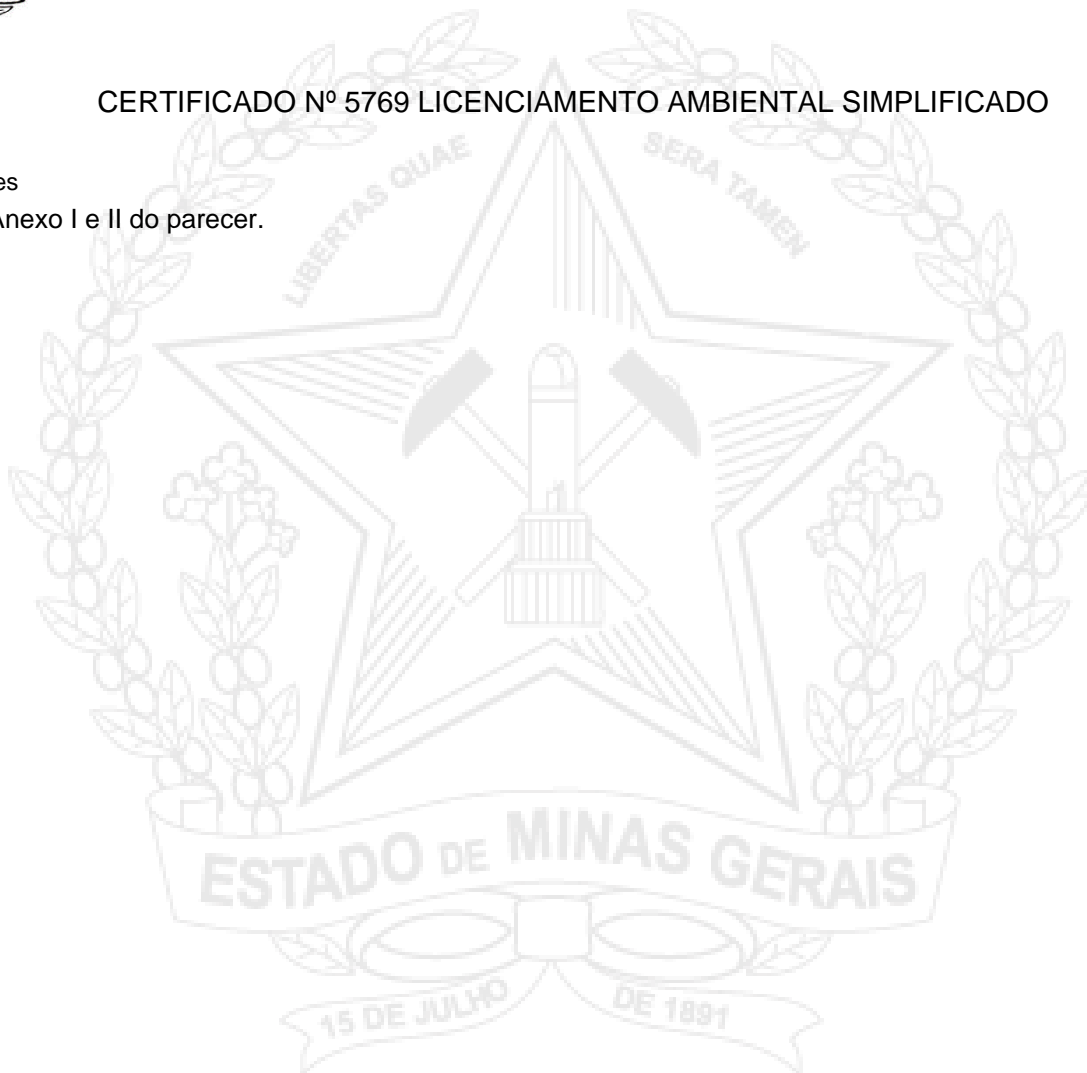 CERTIFICADO Nº 5769 LICENCIAMENTO AMBIENTAL SIMPLIFICADO
es
Anexo I e II do parecer.
LIBERTAS QUAE SERA TAMEN
ESTADO DE MINAS GERAIS
15 DE JULHO DE 1891